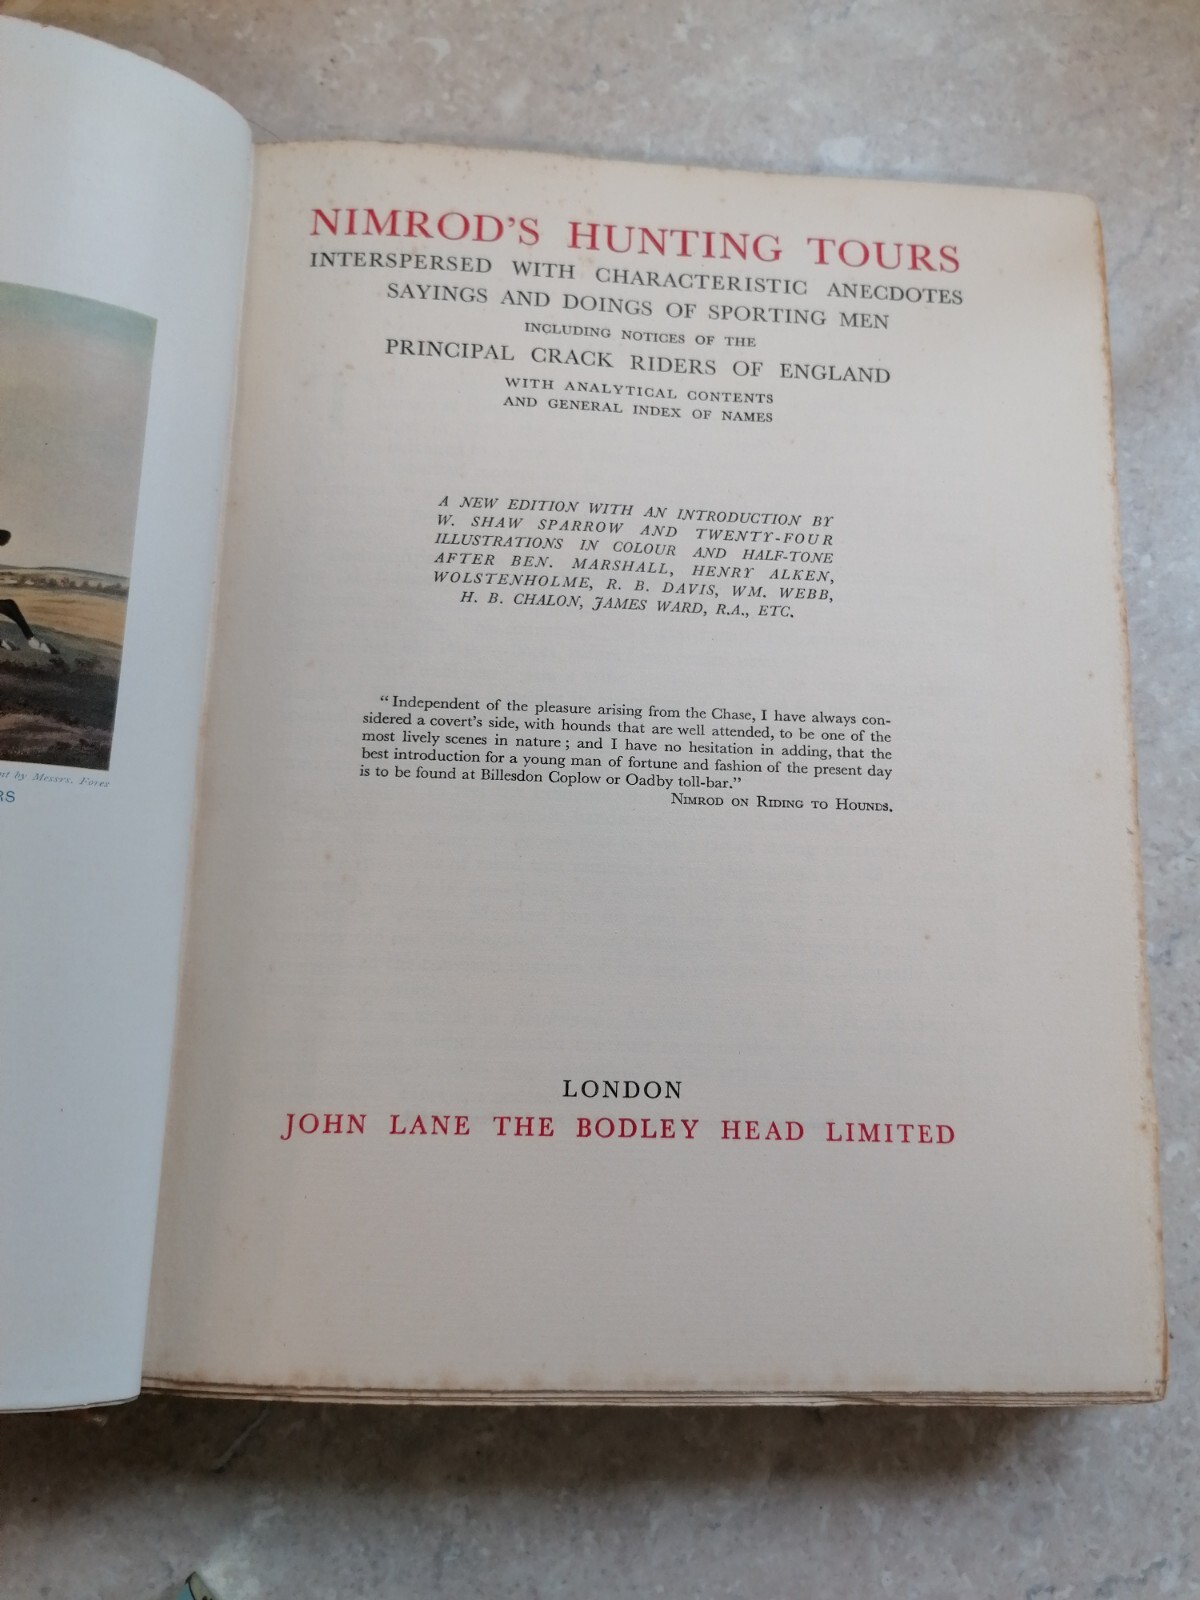 NIMROD'S HUNTING TOURS
INTERSPERSED WITH CHARACTERISTIC ANECDOTES
SAYINGS AND DOINGS OF SPORTING MEN
INCLUDING NOTICES OF THE
PRINCIPAL CRACK RIDERS OF ENGLAND
WITH ANALYTICAL CONTENTS
AND GENERAL INDEX OF NAMES
A NEW EDITION WITH AN INTRODUCTION BY
W. SHAW SPARROW AND TWENTY-FOUR
ILLUSTRATIONS IN COLOUR AND HALF-TONE
AFTER BEN. MARSHALL, HENRY ALKEN,
WOLSTENHOLME, R. B. DAVIS, WM. WEBB,
H. B. CHALON, JAMES WARD, R.A., ETC.
"Independent of the pleasure arising from the Chase, I have always con-
sidered a covert's side, with hounds that are well attended, to be one of the
most lively scenes in nature; and I have no hesitation in adding, that the
best introduction for a young man of fortune and fashion of the present day
is to be found at Billesdon Coplow or Oadby toll-bar."
NIMROD ON RIDING TO HOUNDS.
LONDON
JOHN LANE THE BODLEY HEAD LIMITED
by Messrs. Fores